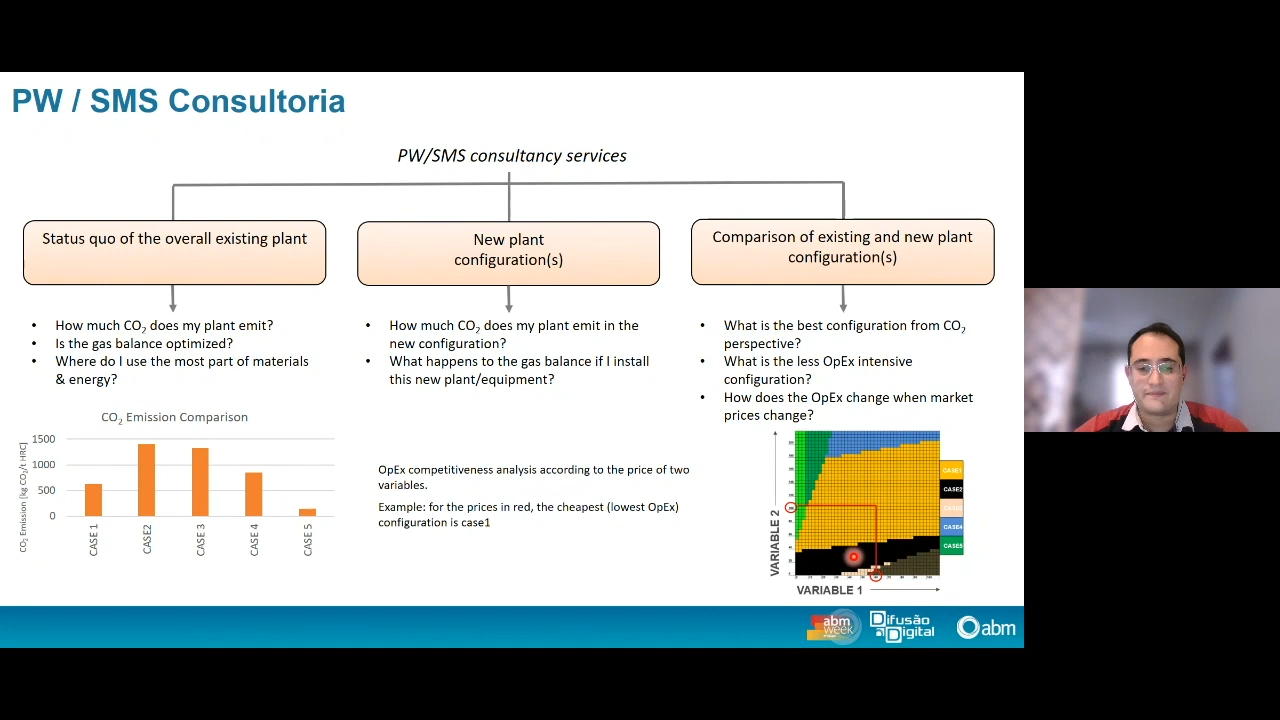 PW / SMS Consultoria
PW/SMS consultancy services
Status quo of the overall existing plant
New plant
configuration(s)
Comparison of existing and new plant
configuration(s)
• How much CO2 does my plant emit?
• Is the gas balance optimized?
• Where do I use the most part of materials
& energy?
• How much CO2 does my plant emit in the
new configuration?
• What happens to the gas balance if I install
this new plant/equipment?
• What is the best configuration from CO2
perspective?
• What is the less OpEx intensive
configuration?
• How does the OpEx change when market
prices change?
CO2 Emission Comparison
CO2 Emission [kg CO2/t HRC]
1500
1000
500
0
CASE 1
CASE2
CASE 3
CASE 4
CASE 5
OpEx competitiveness analysis according to the price of two
variables.
Example: for the prices in red, the cheapest (lowest OpEx)
configuration is case1
VARIABLE 2
VARIABLE 1
CASE1
CASE2
CASE4
CASE5
abm
week
Difusão
Digital
abm